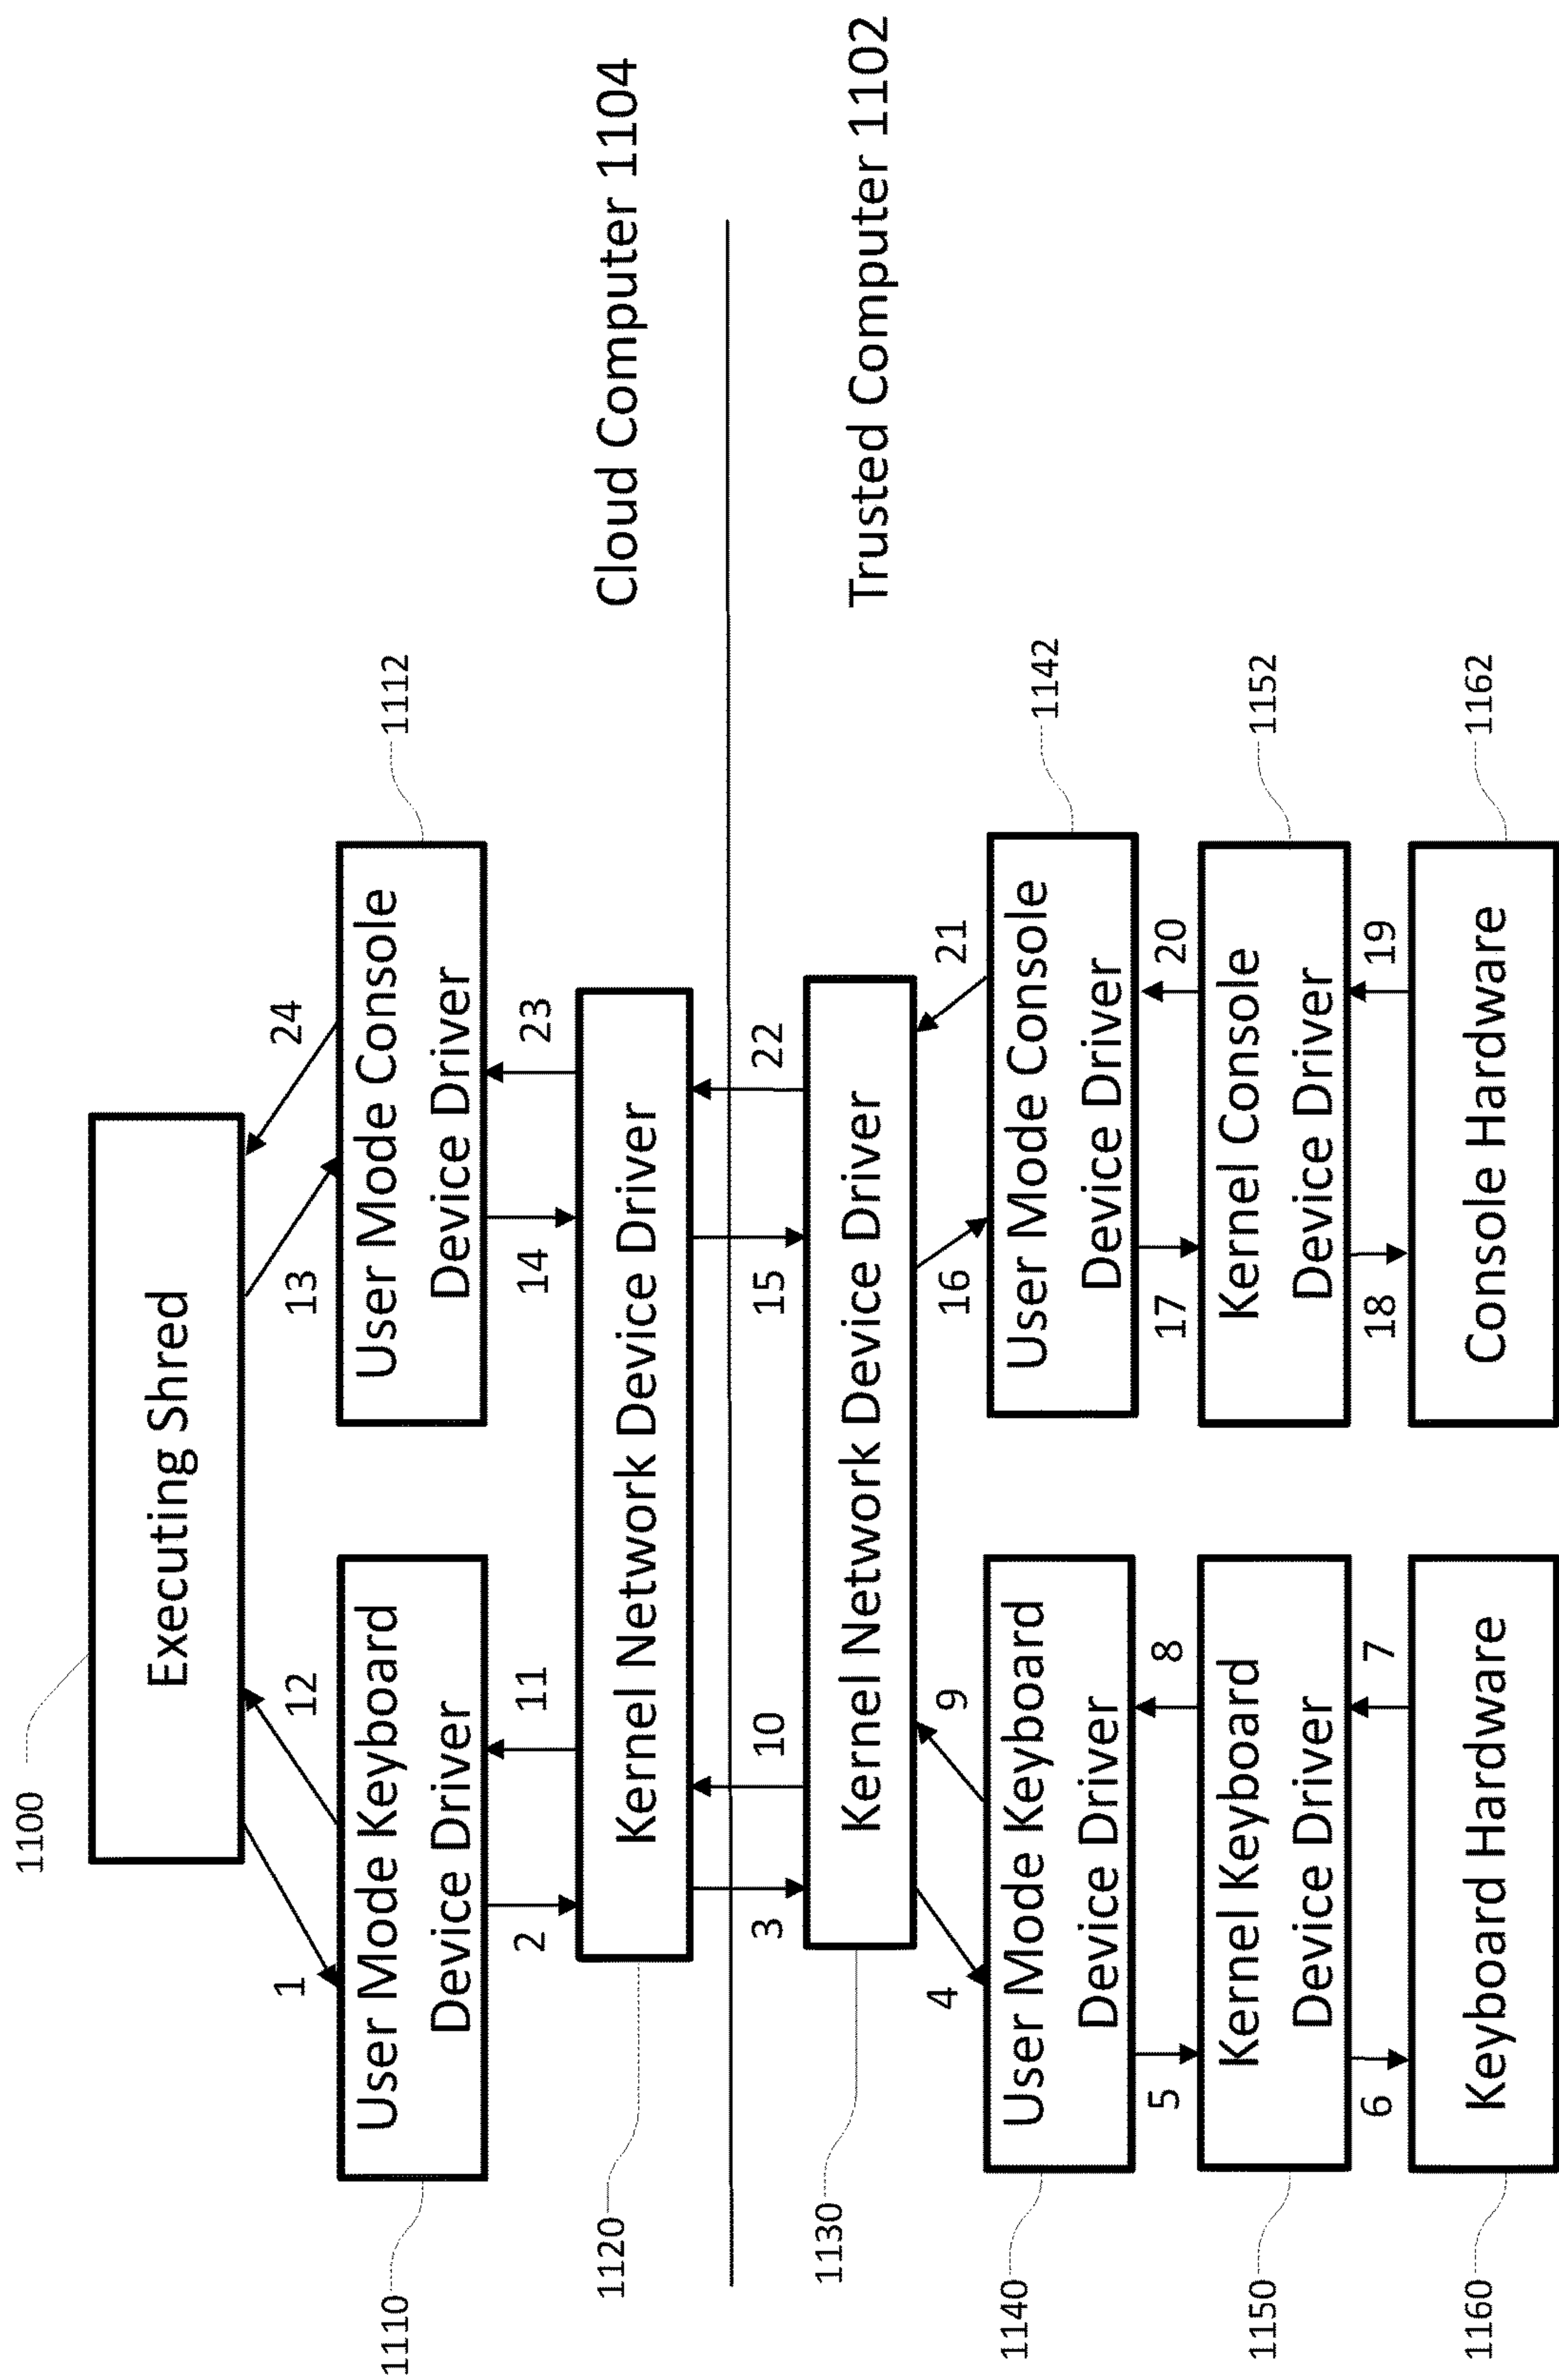 1100
Executing Shred
1
12
13
24
1110
User Mode Keyboard
Device Driver
User Mode Console
Device Driver
1112
2
11
14
23
1120
Kernel Network Device Driver
Cloud Computer 1104
3
10
15
22
1130
Kernel Network Device Driver
Trusted Computer 1102
4
9
16
21
1140
User Mode Keyboard
Device Driver
User Mode Console
Device Driver
1142
5
8
17
20
1150
Kernel Keyboard
Device Driver
Kernel Console
Device Driver
1152
6
7
18
19
1160
Keyboard Hardware
Console Hardware
1162